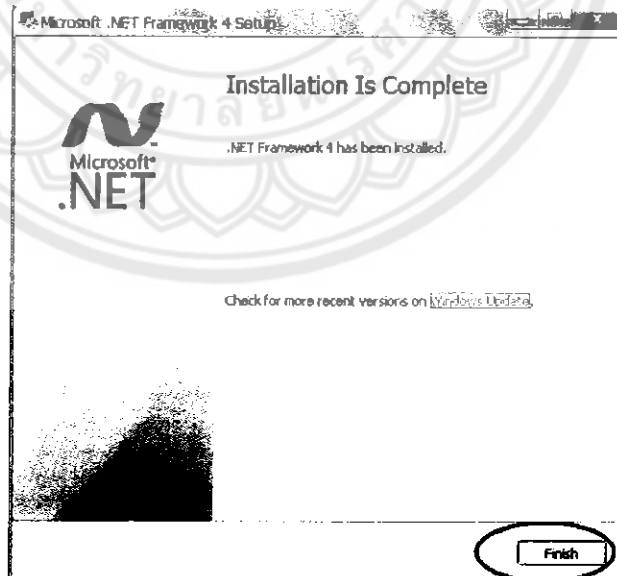 Microsoft .NET Framework 4 Setup
Installation Is Complete
Microsoft®
.NET
.NET Framework 4 has been installed.
Check for more recent versions on Windows Update.
Finish